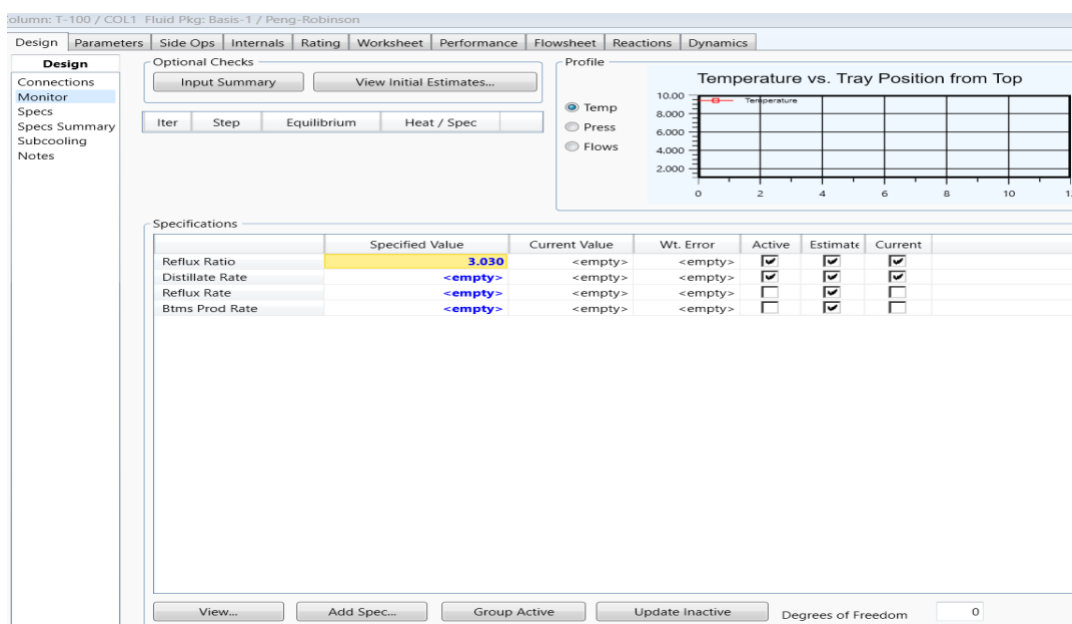 olumn: T-100 / COL1 Fluid Pkg: Basis-1 / Peng-Robinson
Design Parameters Side Ops Internals Rating Worksheet Performance Flowsheet Reactions Dynamics
Design
Connections
Monitor
Specs
Specs Summary
Subcooling
Notes
Optional Checks
Input Summary View Initial Estimates...
Iter Step Equilibrium Heat / Spec
Profile
Temp
Press
Flows
Temperature vs. Tray Position from Top
Temperature
10.00
8.000
6.000
4.000
2.000
0 2 4 6 8 10 1
Specifications
Specified Value Current Value Wt. Error Active Estimate Current
Reflux Ratio 3.030 <empty> <empty>
Distillate Rate <empty> <empty> <empty>
Reflux Rate <empty> <empty> <empty>
Btms Prod Rate <empty> <empty> <empty>
View... Add Spec... Group Active Update Inactive Degrees of Freedom 0